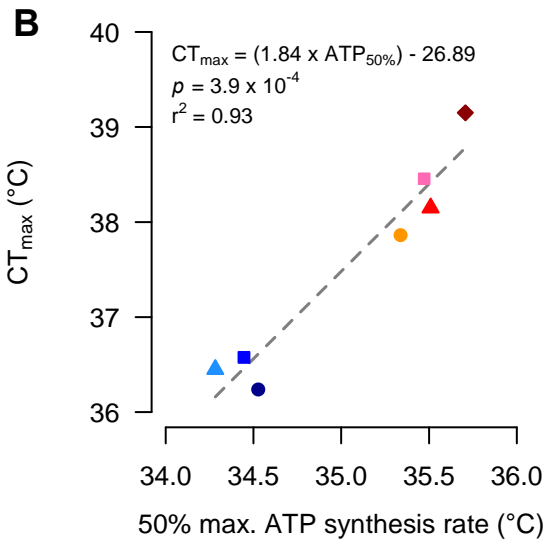 B
CTmax = (1.84 x ATP50%) - 26.89
p = 3.9 x 10-4
r2 = 0.93
40
39
38
37
36
CTmax (°C)
34.0 34.5 35.0 35.5 36.0
50% max. ATP synthesis rate (°C)